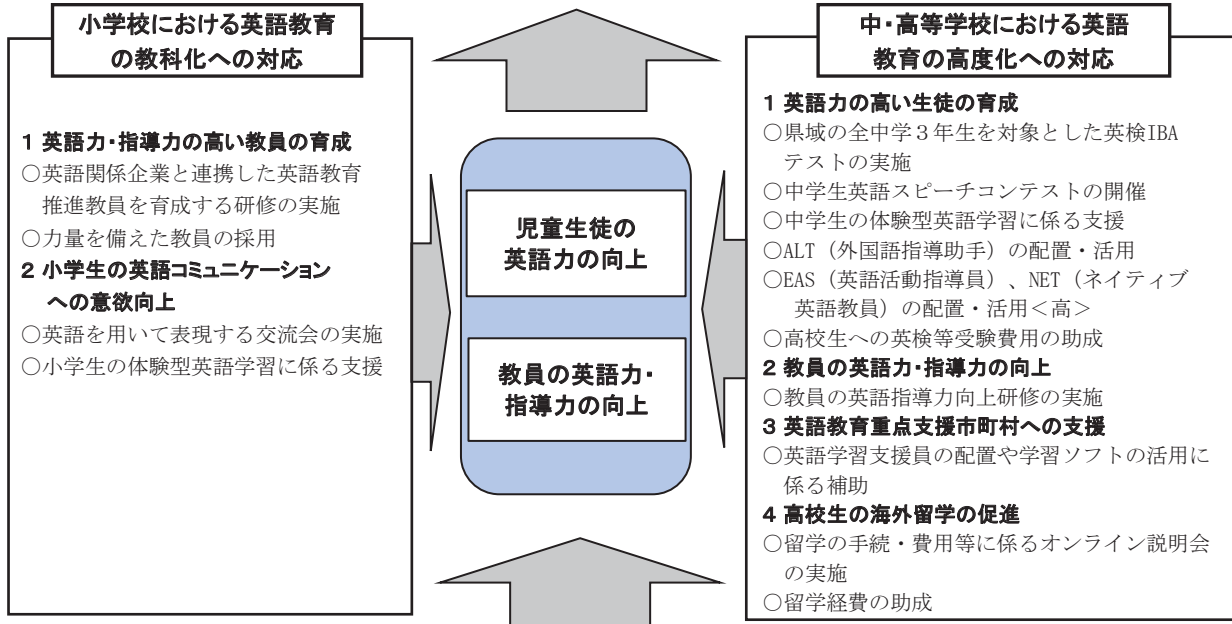 小学校における英語教育
の教科化への対応
1 英語力・指導力の高い教員の育成
○英語関係企業と連携した英語教育
推進教員を育成する研修の実施
○力量を備えた教員の採用
2 小学生の英語コミュニケーション
への意欲向上
○英語を用いて表現する交流会の実施
○小学生の体験型英語学習に係る支援
児童生徒の
英語力の向上
教員の英語力・
指導力の向上
中・高等学校における英語
教育の高度化への対応
1 英語力の高い生徒の育成
○県域の全中学３年生を対象とした英検IBA
テストの実施
○中学生英語スピーチコンテストの開催
○中学生の体験型英語学習に係る支援
○ALT（外国語指導助手）の配置・活用
○EAS（英語活動指導員）、NET（ネイティブ
英語教員）の配置・活用＜高＞
○高校生への英検等受験費用の助成
2 教員の英語力・指導力の向上
○教員の英語指導力向上研修の実施
3 英語教育重点支援市町村への支援
○英語学習支援員の配置や学習ソフトの活用に
係る補助
4 高校生の海外留学の促進
○留学の手続・費用等に係るオンライン説明会
の実施
○留学経費の助成